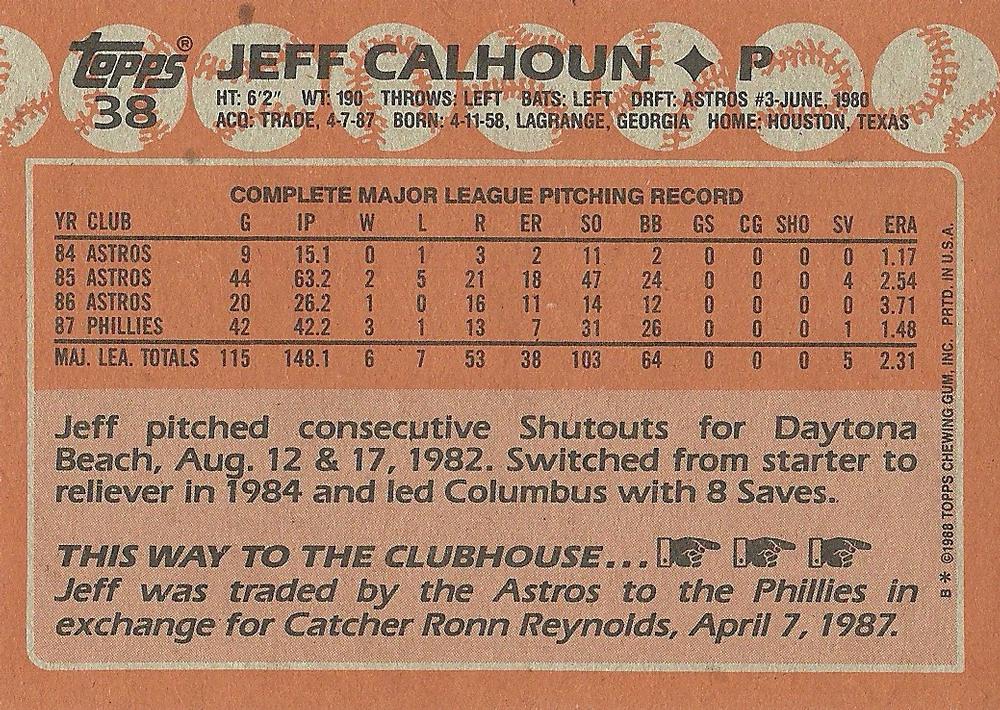 Topps® JEFF CALHOUN ✦ P
38
HT: 6'2" WT: 190 THROWS: LEFT BATS: LEFT DRFT: ASTROS #3-JUNE, 1980
ACQ: TRADE, 4-7-87 BORN: 4-11-58, LAGRANGE, GEORGIA HOME: HOUSTON, TEXAS
COMPLETE MAJOR LEAGUE PITCHING RECORD
YR CLUB G IP W L R ER SO BB GS CG SHO SV ERA
84 ASTROS 9 15.1 0 1 3 2 11 2 0 0 0 0 1.17
85 ASTROS 44 63.2 2 5 21 18 47 24 0 0 0 4 2.54
86 ASTROS 20 26.2 1 0 16 11 14 12 0 0 0 0 3.71
87 PHILLIES 42 42.2 3 1 13 7 31 26 0 0 0 1 1.48
MAJ. LEA. TOTALS 115 148.1 6 7 53 38 103 64 0 0 0 5 2.31
Jeff pitched consecutive Shutouts for Daytona
Beach, Aug. 12 & 17, 1982. Switched from starter to
reliever in 1984 and led Columbus with 8 Saves.
THIS WAY TO THE CLUBHOUSE...
Jeff was traded by the Astros to the Phillies in
exchange for Catcher Ronn Reynolds, April 7, 1987.
B* ©1988 TOPPS CHEWING GUM, INC. PRTD. IN U.S.A.